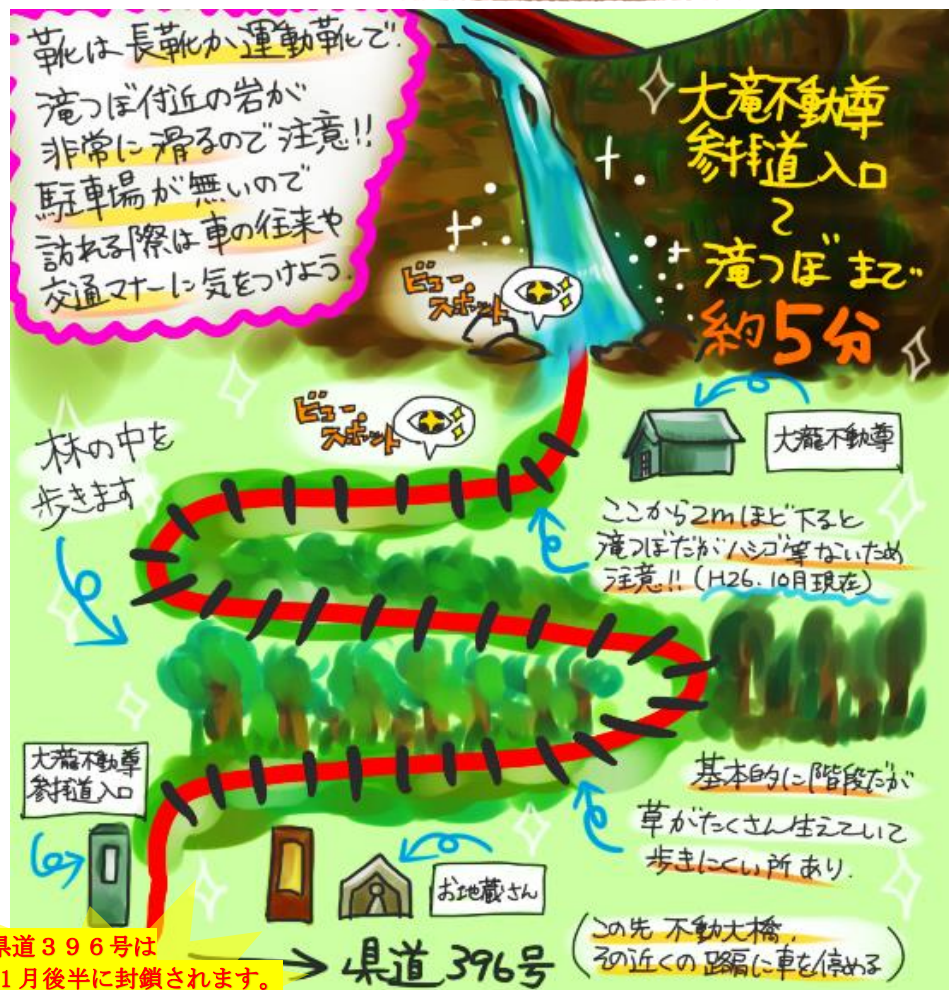 靴は長靴か運動靴で.
滝つぼ付近の岩が
非常に滑るので注意!!
駐車場が無いので
訪れる際は車の往来や
交通マナーに気をつけよう.
大滝不動尊
参拝道入口
〜
滝つぼまで
約5分
ビュー.
スポット
ビュー.
スポット
林の中を
歩きます
大瀧不動尊
ここから2mほど下ると
滝つぼだがハシゴ等ないため
注意!!(H26.10月現在)
大瀧不動尊
参拝道入口
基本的に階段だが
草がたくさん生えていて
歩きにくい所あり.
お地蔵さん
県道396号
(この先 不動大橋.
その近くの路肩に車を停める)
県道396号は
1月後半に封鎖されます。